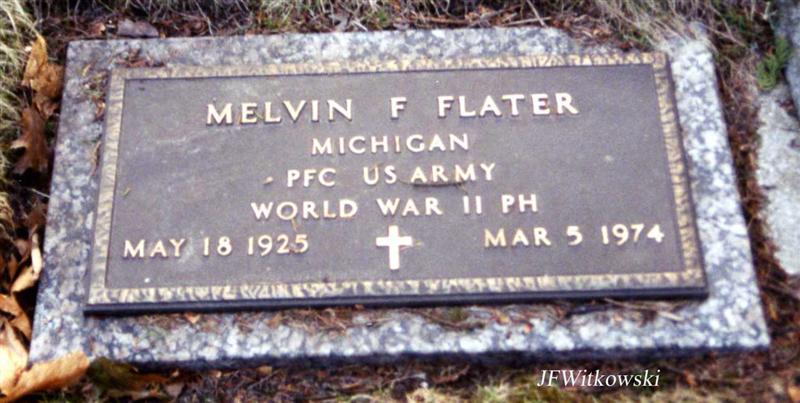 MELVIN F FLATER
MICHIGAN
PFC US ARMY
WORLD WAR II PH
MAY 18 1925 MAR 5 1974
JFWitkowski